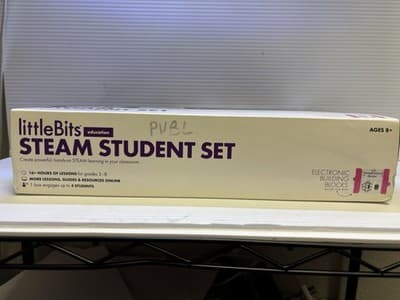 littleBits education
PVBL
STEAM STUDENT SET
AGES 8+
Create powerful hands-on STEAM learning in your classroom.
16+ HOURS OF LESSONS for grades 3-8
MORE LESSONS, GUIDES & RESOURCES ONLINE
1 box engages up to 4 STUDENTS
ELECTRONIC
BUILDING
BLOCKS